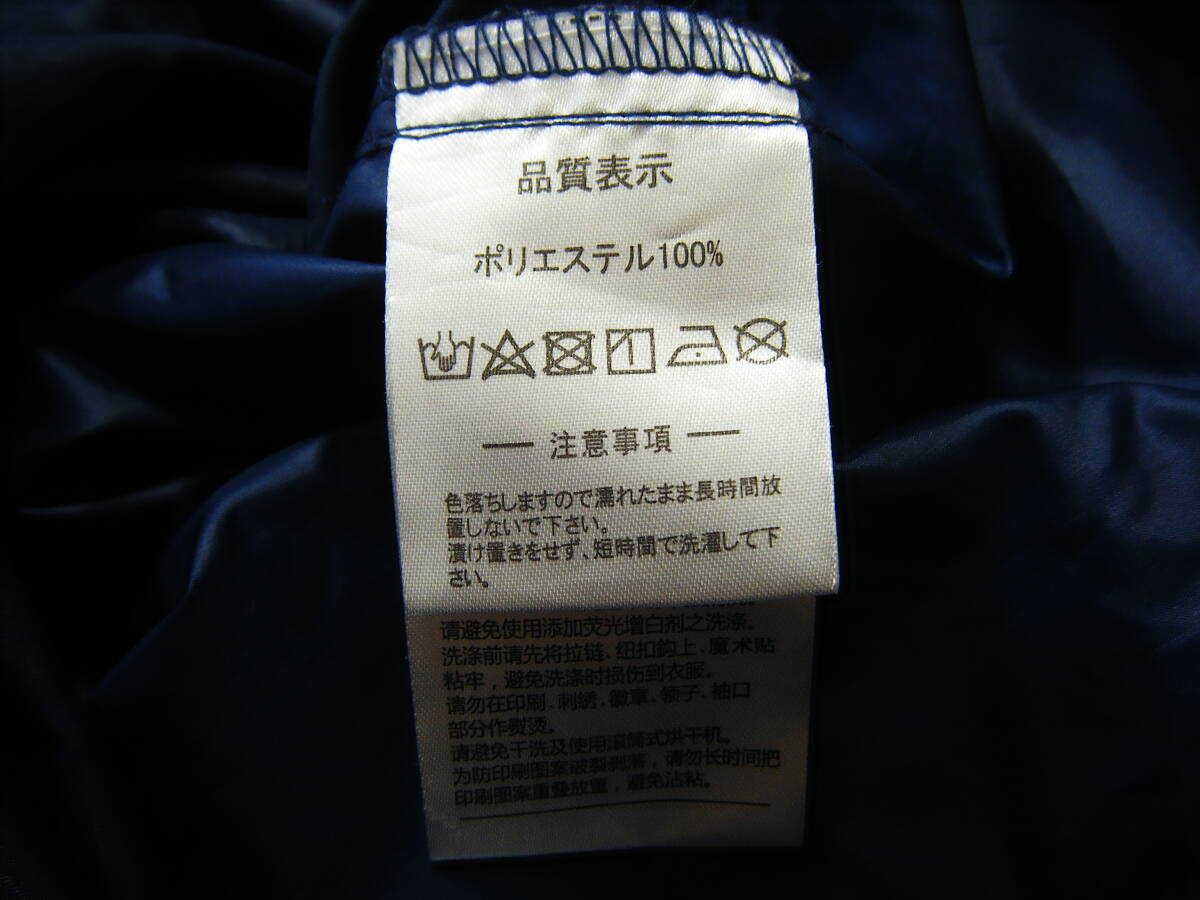 品質表示
ポリエステル100%
注意事項
色落ちしますので濡れたまま長時間放
置しないで下さい。
漬け置きをせず、短時間で洗濯して下
さい。
请避免使用添加荧光增白剂之洗涤。
洗涤前请先将拉链、纽扣鈎上、魔术贴
粘牢，避免洗涤时损伤到衣服。
请勿在印刷、刺绣、徽章、领子、袖口
部分作熨烫。
请避免干洗及使用滚筒式烘干机。
为防印刷图案破裂剥落，请勿长时间把
印刷图案重叠放置，避免沾粘。